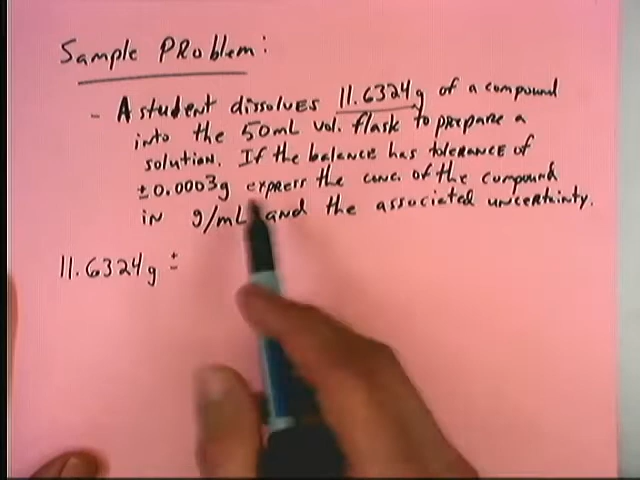 Sample Problem:
- A student dissolves 11.6324g of a compound
into the 50mL vol. flask to prepare a
solution. If the balance has tolerance of
±0.0003g express the conc. of the compound
in g/mL and the associated uncertainty.
11.6324g ±